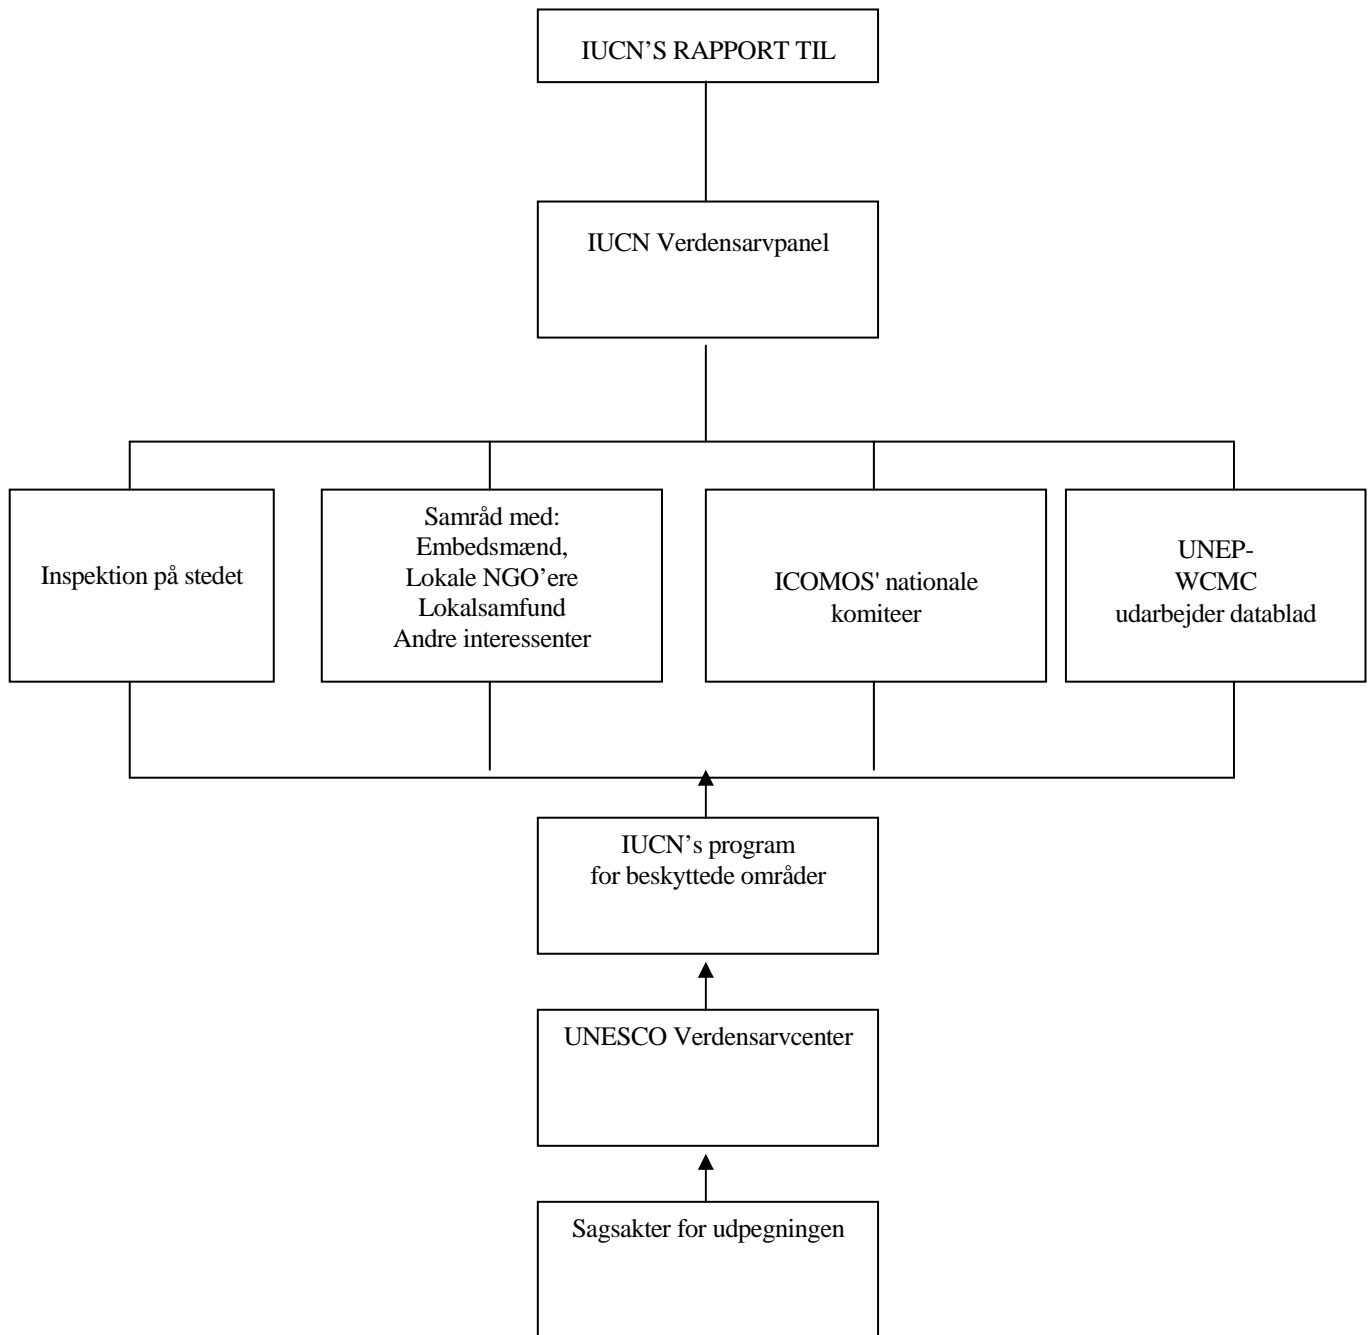 IUCN’S RAPPORT TIL
IUCN Verdensarvpanel
Inspektion på stedet
Samråd med:
Embedsmænd,
Lokale NGO’ere
Lokalsamfund
Andre interessenter
ICOMOS' nationale
komiteer
UNEP-
WCMC
udarbejder datablad
IUCN’s program
for beskyttede områder
UNESCO Verdensarvcenter
Sagsakter for udpegningen